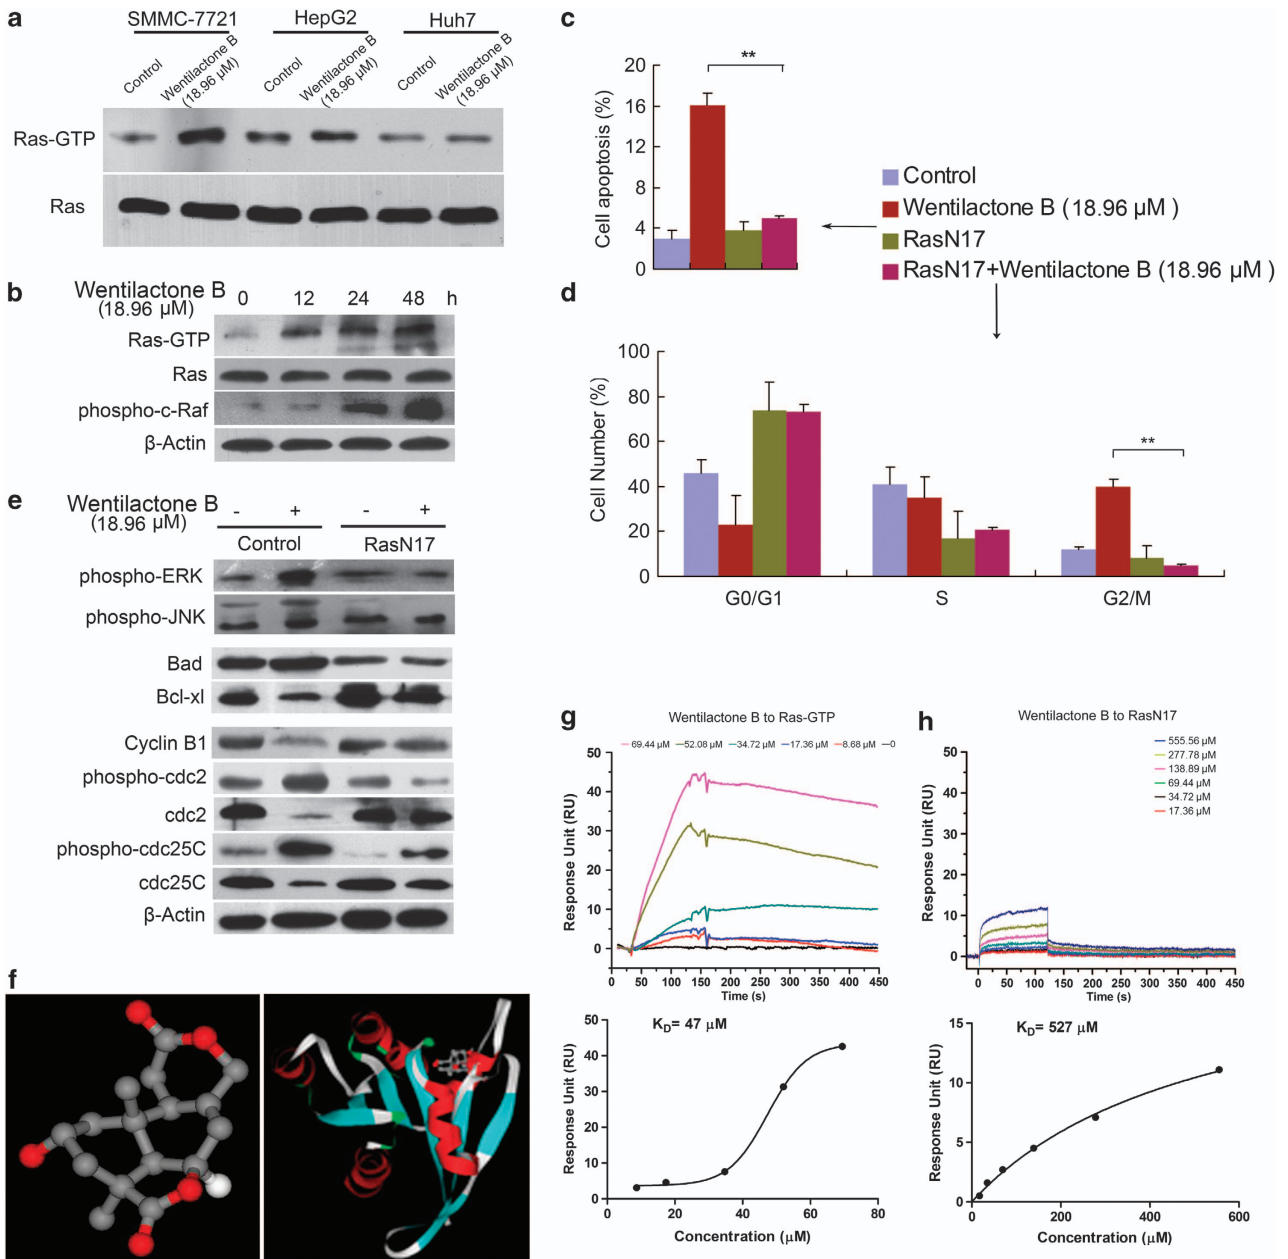 a
SMMC-7721 HepG2 Huh7
Control
Wentilactone B
(18.96 µM)
Control
Wentilactone B
(18.96 µM)
Control
Wentilactone B
(18.96 µM)
Ras-GTP
Ras
b
Wentilactone B
(18.96 µM)
0 12 24 48 h
Ras-GTP
Ras
phospho-c-Raf
β-Actin
c
Cell apoptosis (%)
20
16
12
8
4
0
**
Control
Wentilactone B (18.96 µM )
RasN17
RasN17+Wentilactone B (18.96 µM )
d
Cell Number (%)
100
80
60
40
20
0
**
G0/G1 S G2/M
e
Wentilactone B
(18.96 µM)
- + - +
Control RasN17
phospho-ERK
phospho-JNK
Bad
Bcl-xl
Cyclin B1
phospho-cdc2
cdc2
phospho-cdc25C
cdc25C
β-Actin
f
g
Wentilactone B to Ras-GTP
69.44 µM 52.08 µM 34.72 µM 17.36 µM 8.68 µM 0
Response Unit (RU)
50
40
30
20
10
0
0 50 100 150 200 250 300 350 400 450
Time (s)
KD= 47 µM
Response Unit (RU)
50
40
30
20
10
0
0 20 40 60 80
Concentration (µM)
h
Wentilactone B to RasN17
555.56 µM
277.78 µM
138.89 µM
69.44 µM
34.72 µM
17.36 µM
Response Unit (RU)
50
40
30
20
10
0
0 50 100 150 200 250 300 350 400 450
Time (s)
KD= 527 µM
Response Unit (RU)
15
10
5
0
0 200 400 600
Concentration (µM)